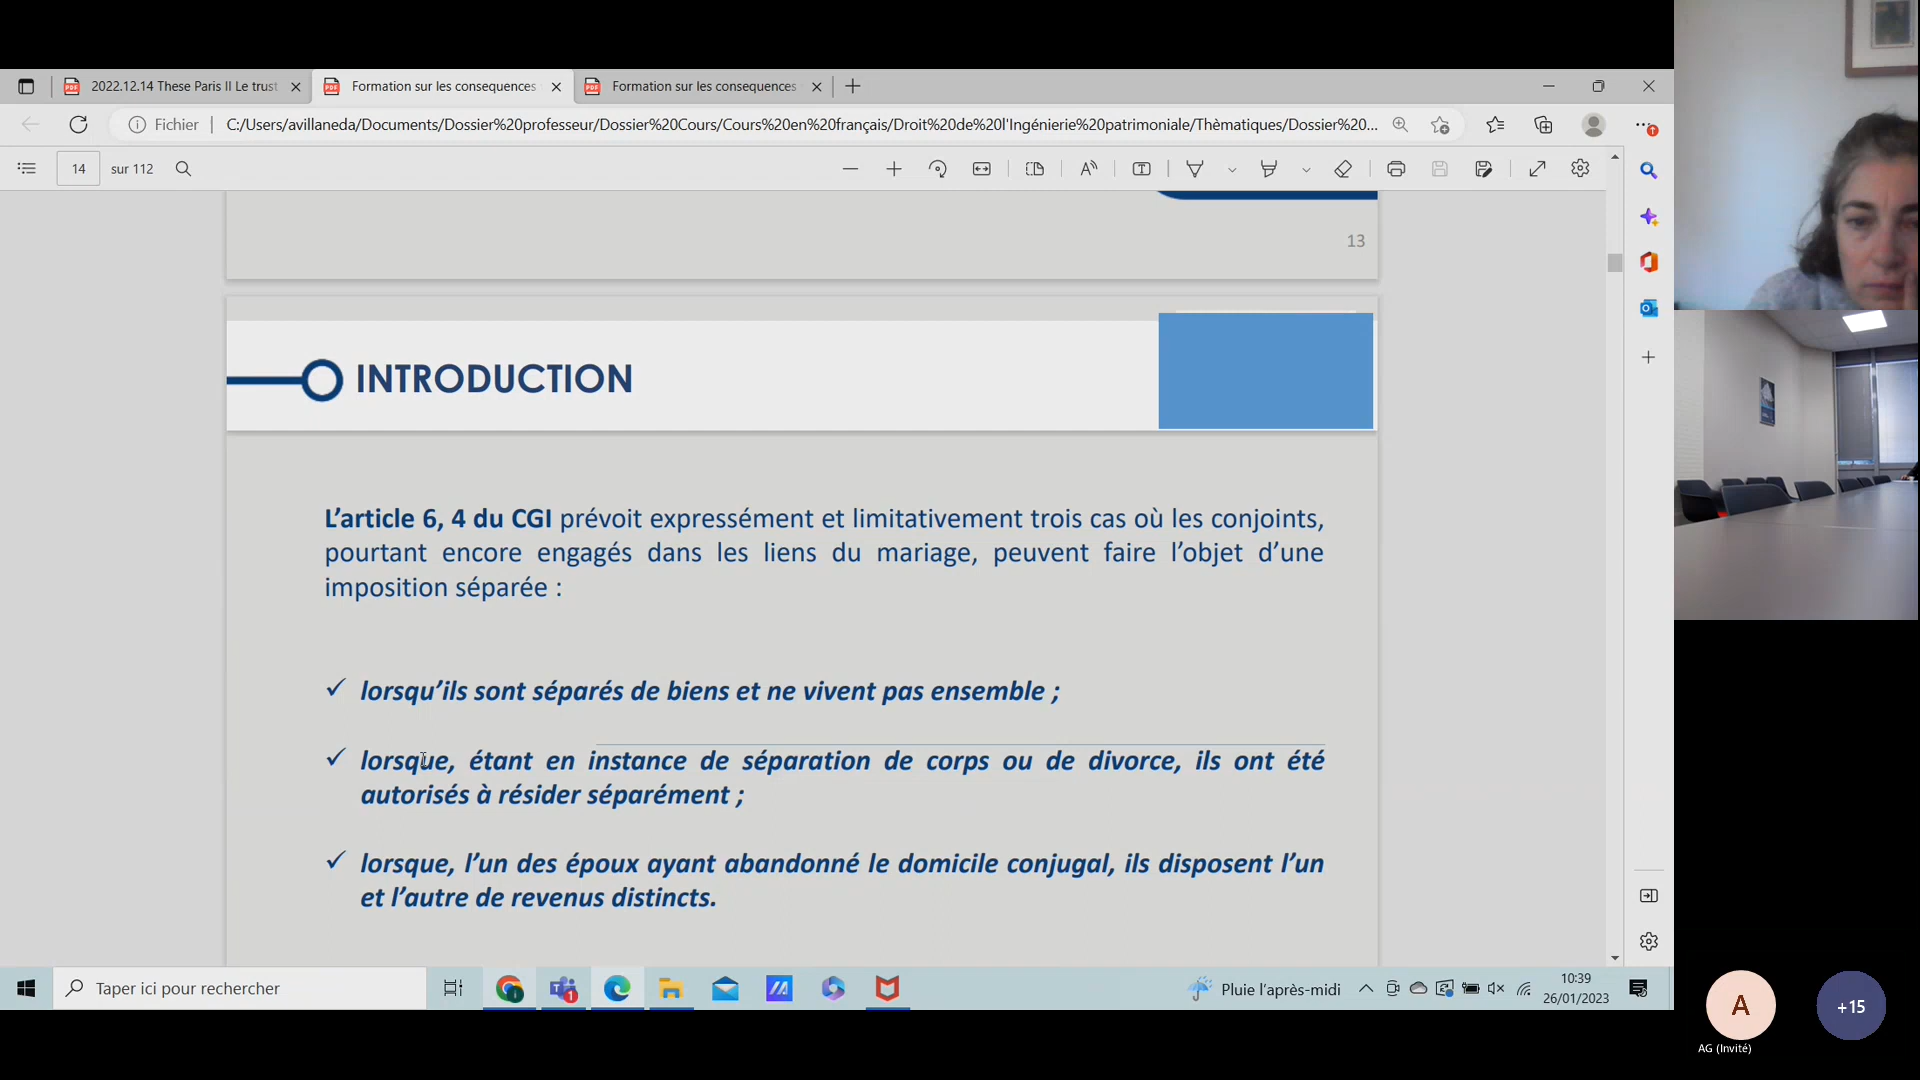 2022.12.14 These Paris II Le trust
Formation sur les consequences
Formation sur les consequences
Fichier
C:/Users/avillaneda/Documents/Dossier%20professeur/Dossier%20Cours/Cours%20en%20français/Droit%20de%20l'Ingénierie%20patrimoniale/Thèmatiques/Dossier%20...
14 sur 112
13
INTRODUCTION
L’article 6, 4 du CGI prévoit expressément et limitativement trois cas où les conjoints,
pourtant encore engagés dans les liens du mariage, peuvent faire l’objet d’une
imposition séparée :
lorsqu’ils sont séparés de biens et ne vivent pas ensemble ;
lorsque, étant en instance de séparation de corps ou de divorce, ils ont été
autorisés à résider séparément ;
lorsque, l’un des époux ayant abandonné le domicile conjugal, ils disposent l’un
et l’autre de revenus distincts.
Taper ici pour rechercher
1
Pluie l’après-midi
10:39
26/01/2023
A
+15
AG (Invité)